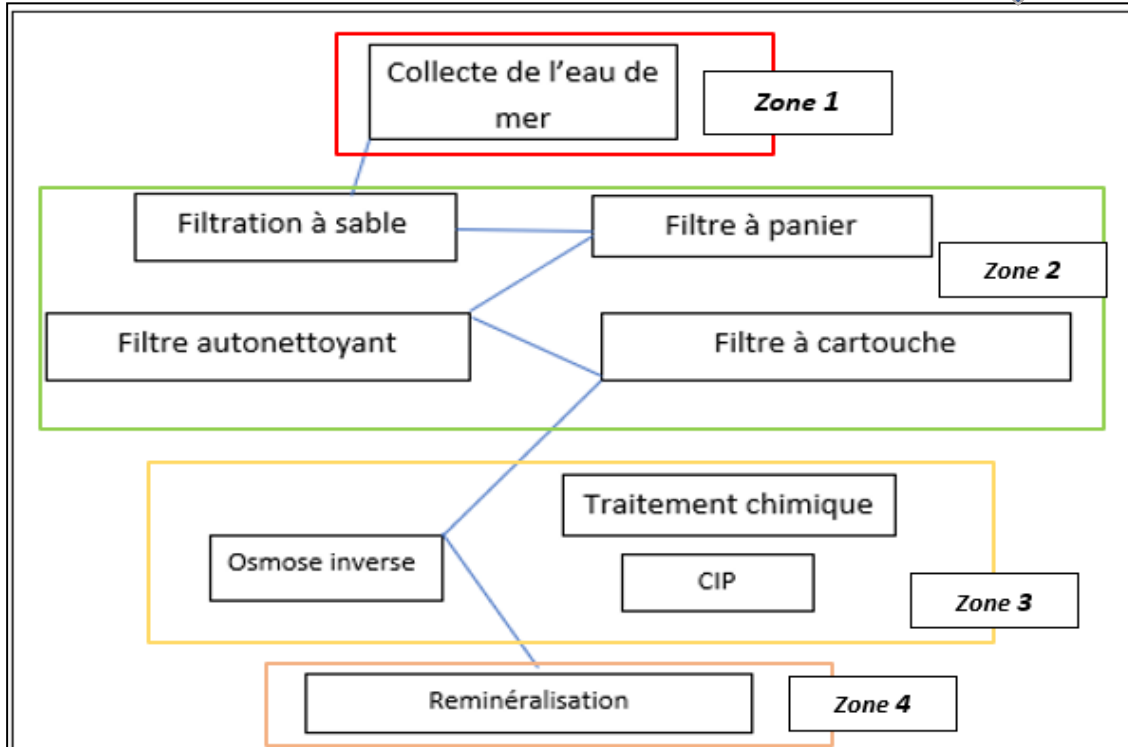 Collecte de l'eau de
mer
Zone 1
Filtration à sable
Filtre à panier
Zone 2
Filtre autonettoyant
Filtre à cartouche
Traitement chimique
Osmose inverse
CIP
Zone 3
Reminéralisation
Zone 4